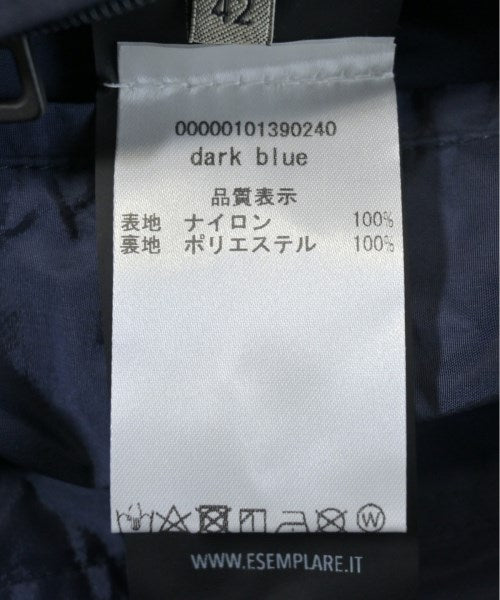 42
00000101390240
dark blue
品質表示
表地 ナイロン 100%
裏地 ポリエステル 100%
W
WWW.ESEMPLARE.IT